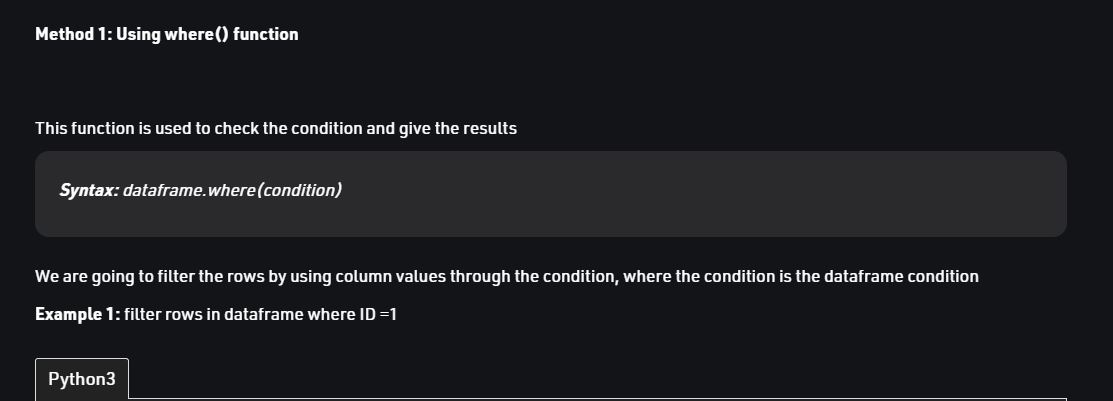 Method 1: Using where() function
This function is used to check the condition and give the results
Syntax: dataframe.where(condition)
We are going to filter the rows by using column values through the condition, where the condition is the dataframe condition
Example 1: filter rows in dataframe where ID =1
Python3